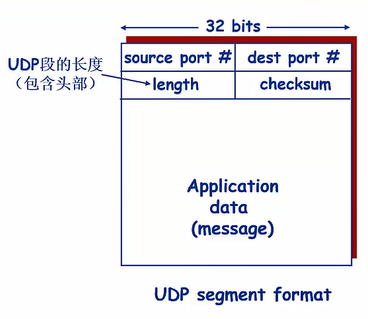 32 bits
source port # dest port #
UDP段的长度
（包含头部）
length checksum
Application
data
(message)
UDP segment format